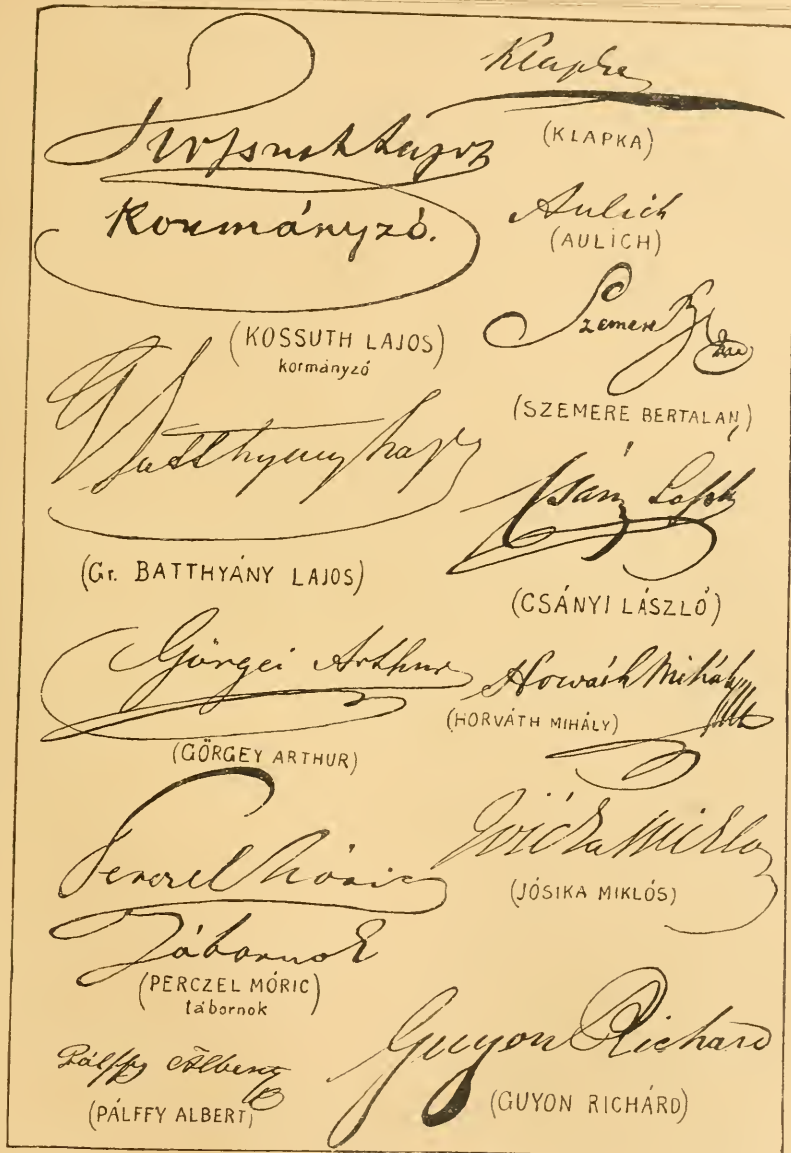 Kossuth Lajos
Kormányzó.
(KOSSUTH LAJOS)
kormányzó
Batthyány Lajos
(Gr. BATTHYÁNY LAJOS)
Görgei Arthur
(GÖRGEY ARTHUR)
Perczel Móric
Tábornok
(PERCZEL MÓRIC)
tábornok
Pálffy Albert
(PÁLFFY ALBERT)
Klapka
(KLAPKA)
Aulich
(AULICH)
Szemere B
(SZEMERE BERTALAN)
Csány
(CSÁNYI LÁSZLÓ)
Horváth Mihály
(HORVÁTH MIHÁLY)
Jósika Miklós
(JÓSIKA MIKLÓS)
Guyon Richard
(GUYON RICHÁRD)